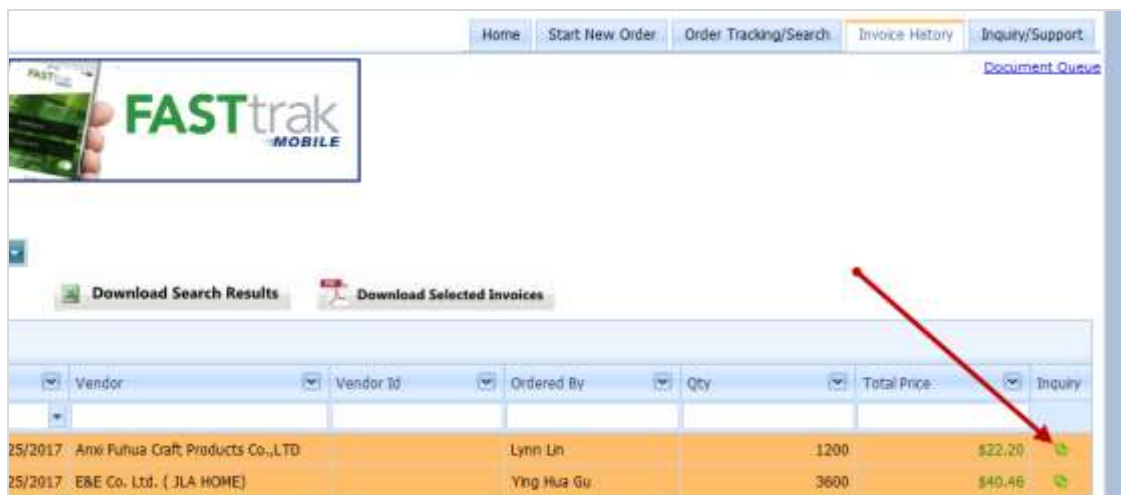 Home Start New Order Order Tracking/Search Invoice History Inquiry/Support
Document Queue
FASTtrak
MOBILE
Download Search Results PDF Download Selected Invoices
Vendor Vendor Id Ordered By Qty Total Price Inquiry
25/2017 Anxi Fuhua Craft Products Co.,LTD Lynn Lin 1200 $22.20
25/2017 E&E Co. Ltd. ( JLA HOME) Ying Hua Gu 3600 $40.46